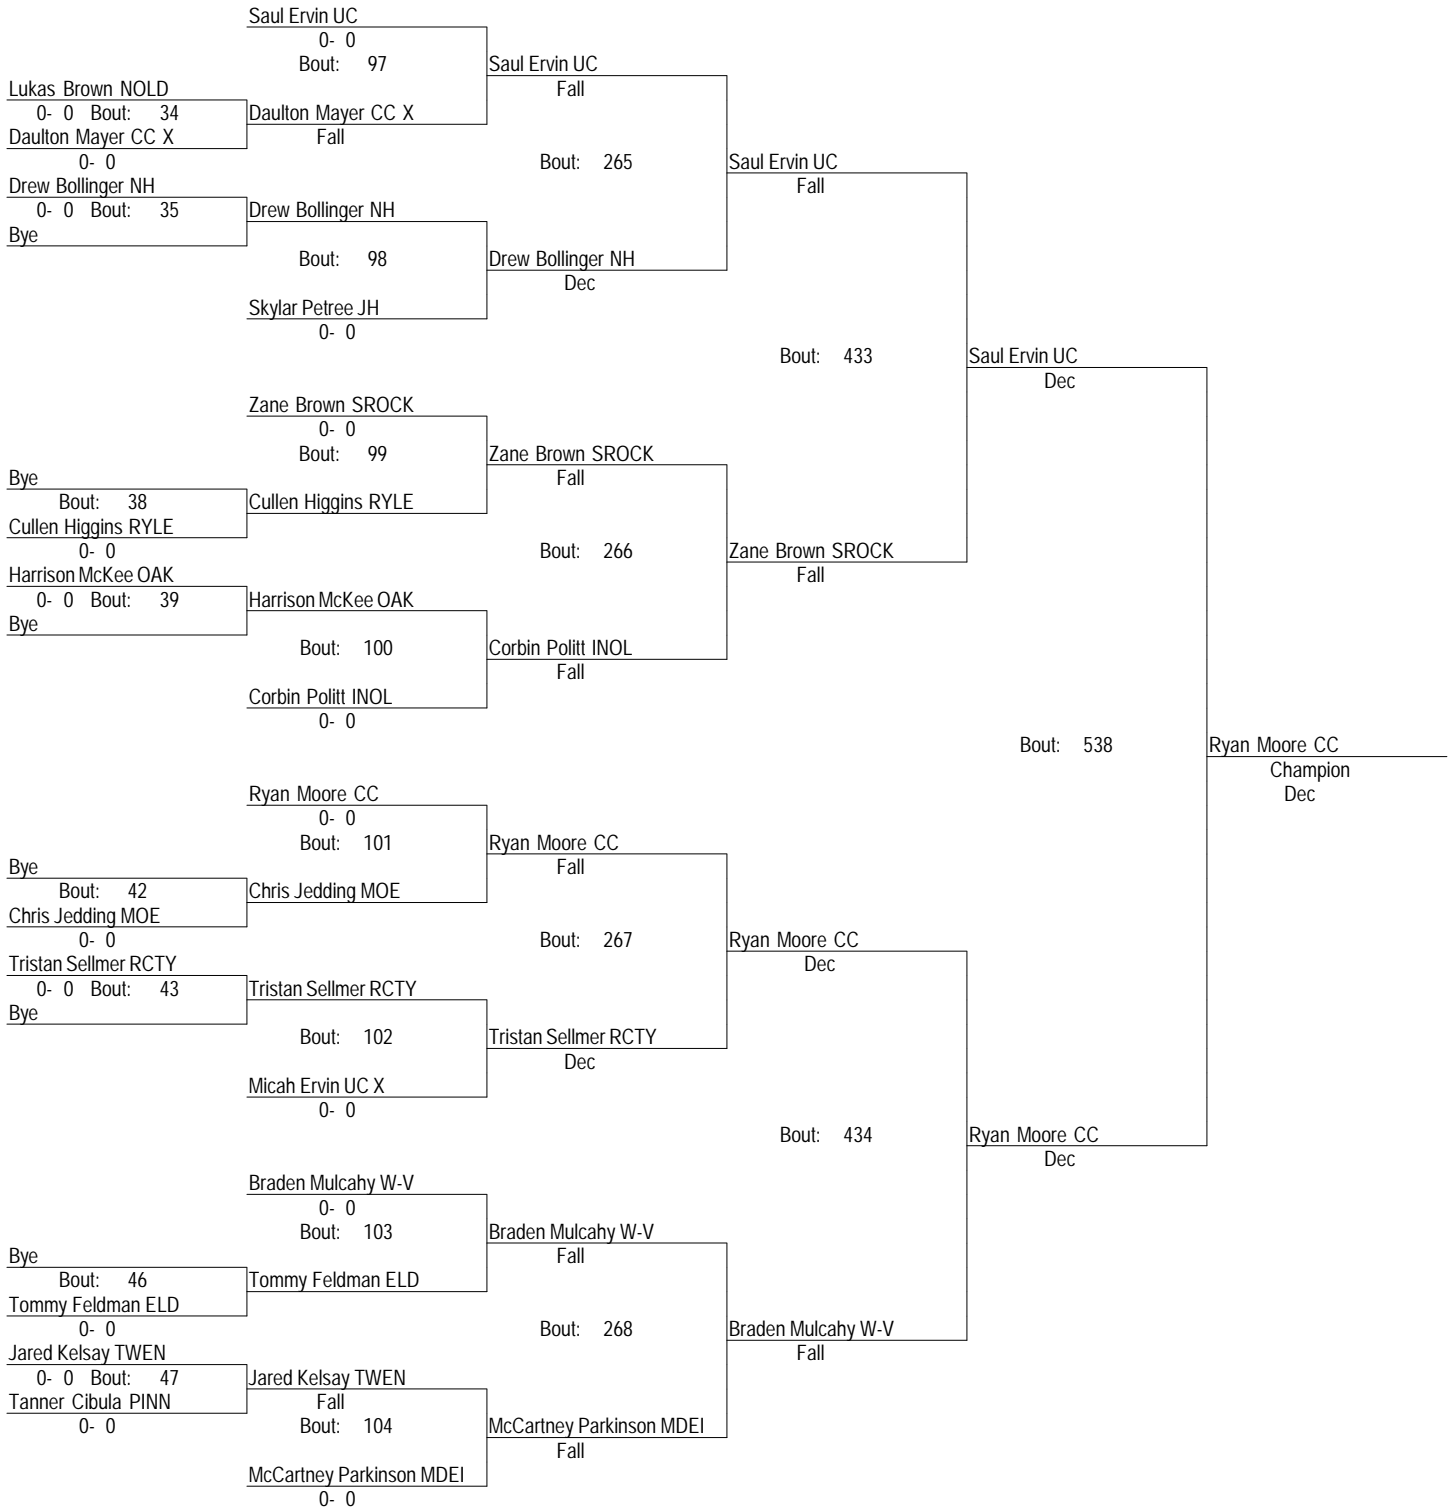 Saul Ervin UC
0- 0
Bout: 97
Saul Ervin UC
Fall
Lukas Brown NOLD
0- 0 Bout: 34
Daulton Mayer CC X
Fall
Daulton Mayer CC X
0- 0
Bout: 265
Saul Ervin UC
Fall
Drew Bollinger NH
0- 0 Bout: 35
Drew Bollinger NH
Bye
Bout: 98
Drew Bollinger NH
Dec
Skylar Petree JH
0- 0
Bout: 433
Saul Ervin UC
Dec
Zane Brown SROCK
0- 0
Bout: 99
Zane Brown SROCK
Fall
Bye
Bout: 38
Cullen Higgins RYLE
Cullen Higgins RYLE
0- 0
Bout: 266
Zane Brown SROCK
Fall
Harrison McKee OAK
0- 0 Bout: 39
Harrison McKee OAK
Bye
Bout: 100
Corbin Politt INOL
Fall
Corbin Politt INOL
0- 0
Bout: 538
Ryan Moore CC
Champion
Dec
Ryan Moore CC
0- 0
Bout: 101
Ryan Moore CC
Fall
Bye
Bout: 42
Chris Jedding MOE
Chris Jedding MOE
0- 0
Bout: 267
Ryan Moore CC
Dec
Tristan Sellmer RCTY
0- 0 Bout: 43
Tristan Sellmer RCTY
Bye
Bout: 102
Tristan Sellmer RCTY
Dec
Micah Ervin UC X
0- 0
Bout: 434
Ryan Moore CC
Dec
Braden Mulcahy W-V
0- 0
Bout: 103
Braden Mulcahy W-V
Fall
Bye
Bout: 46
Tommy Feldman ELD
Tommy Feldman ELD
0- 0
Bout: 268
Braden Mulcahy W-V
Fall
Jared Kelsay TWEN
0- 0 Bout: 47
Jared Kelsay TWEN
Fall
Tanner Cibula PINN
0- 0
Bout: 104
McCartney Parkinson MDEI
Fall
McCartney Parkinson MDEI
0- 0